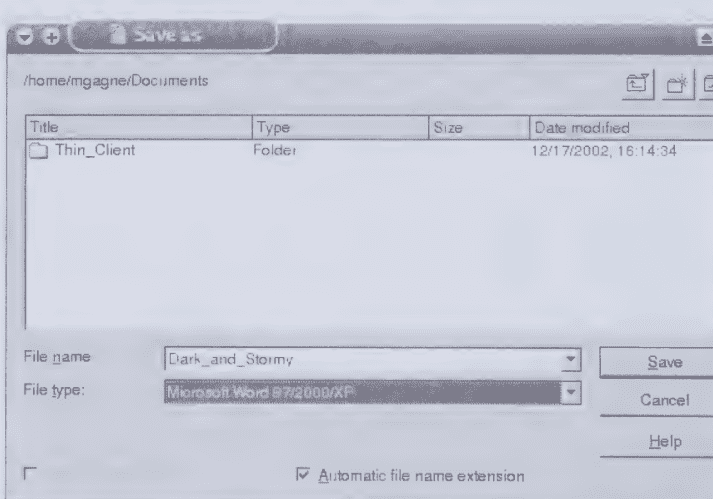 Save as
/home/mgagne/Documents
Title Type Size Date modified
Thin_Client Folder 12/17/2002, 16:14:34
File name Dark_and_Stormy Save
File type: Microsoft Word 97/2000/XP Cancel
Help
Automatic file name extension